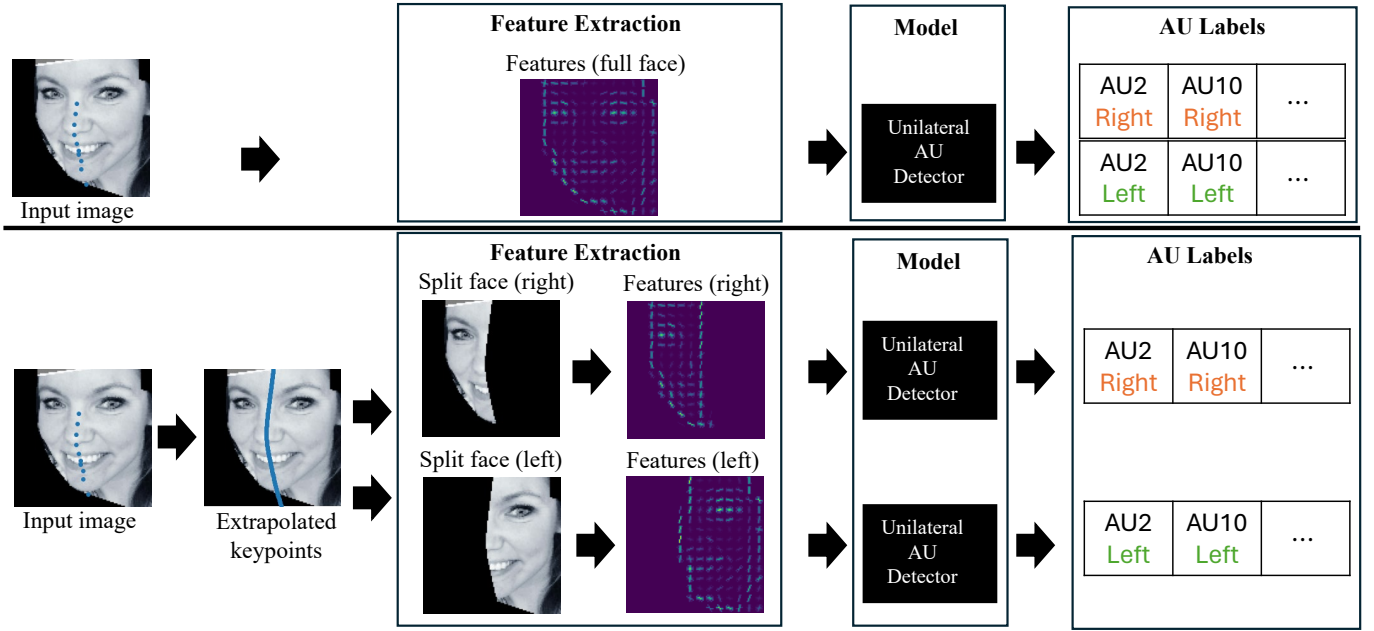 Feature Extraction
Features (full face)
Input image
Model
Unilateral
AU
Detector
AU Labels
AU2 AU10 ...
Right Right
AU2 AU10 ...
Left Left
Feature Extraction
Split face (right) Features (right)
Split face (left) Features (left)
Input image
Extrapolated
keypoints
Model
Unilateral
AU
Detector
Unilateral
AU
Detector
AU Labels
AU2 AU10 ...
Right Right
AU2 AU10 ...
Left Left